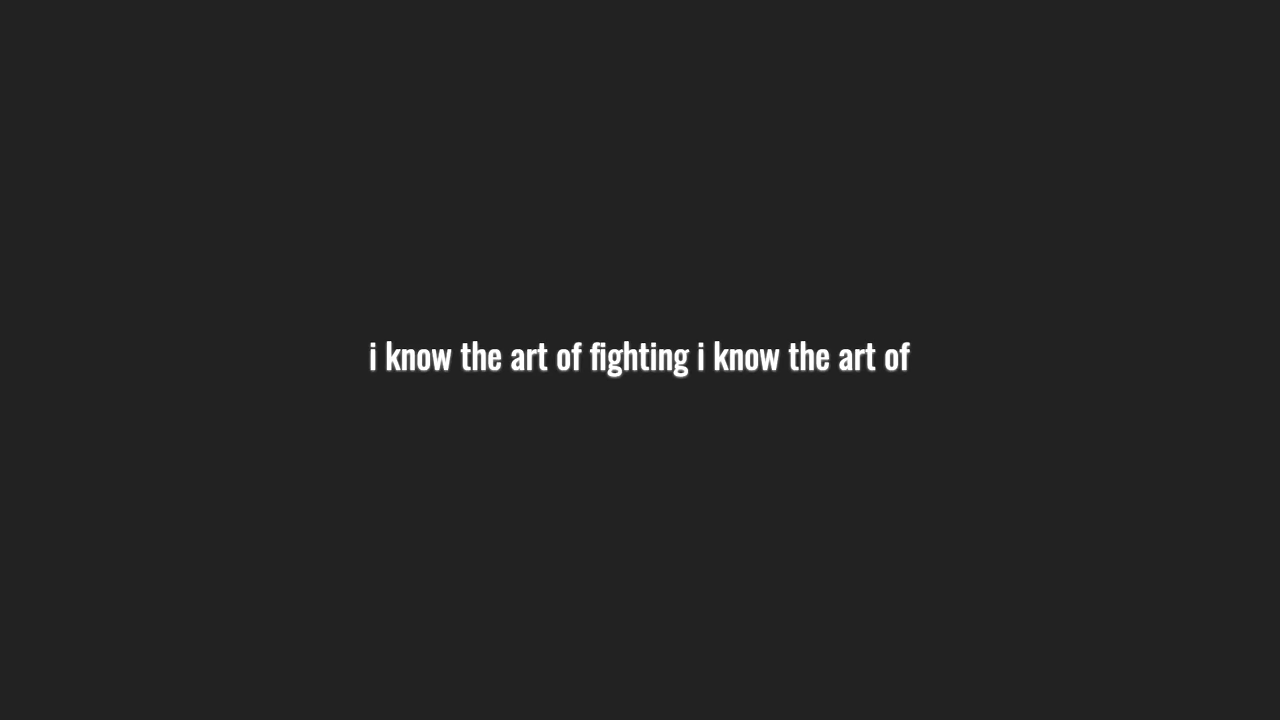 i know the art of fighting i know the art of